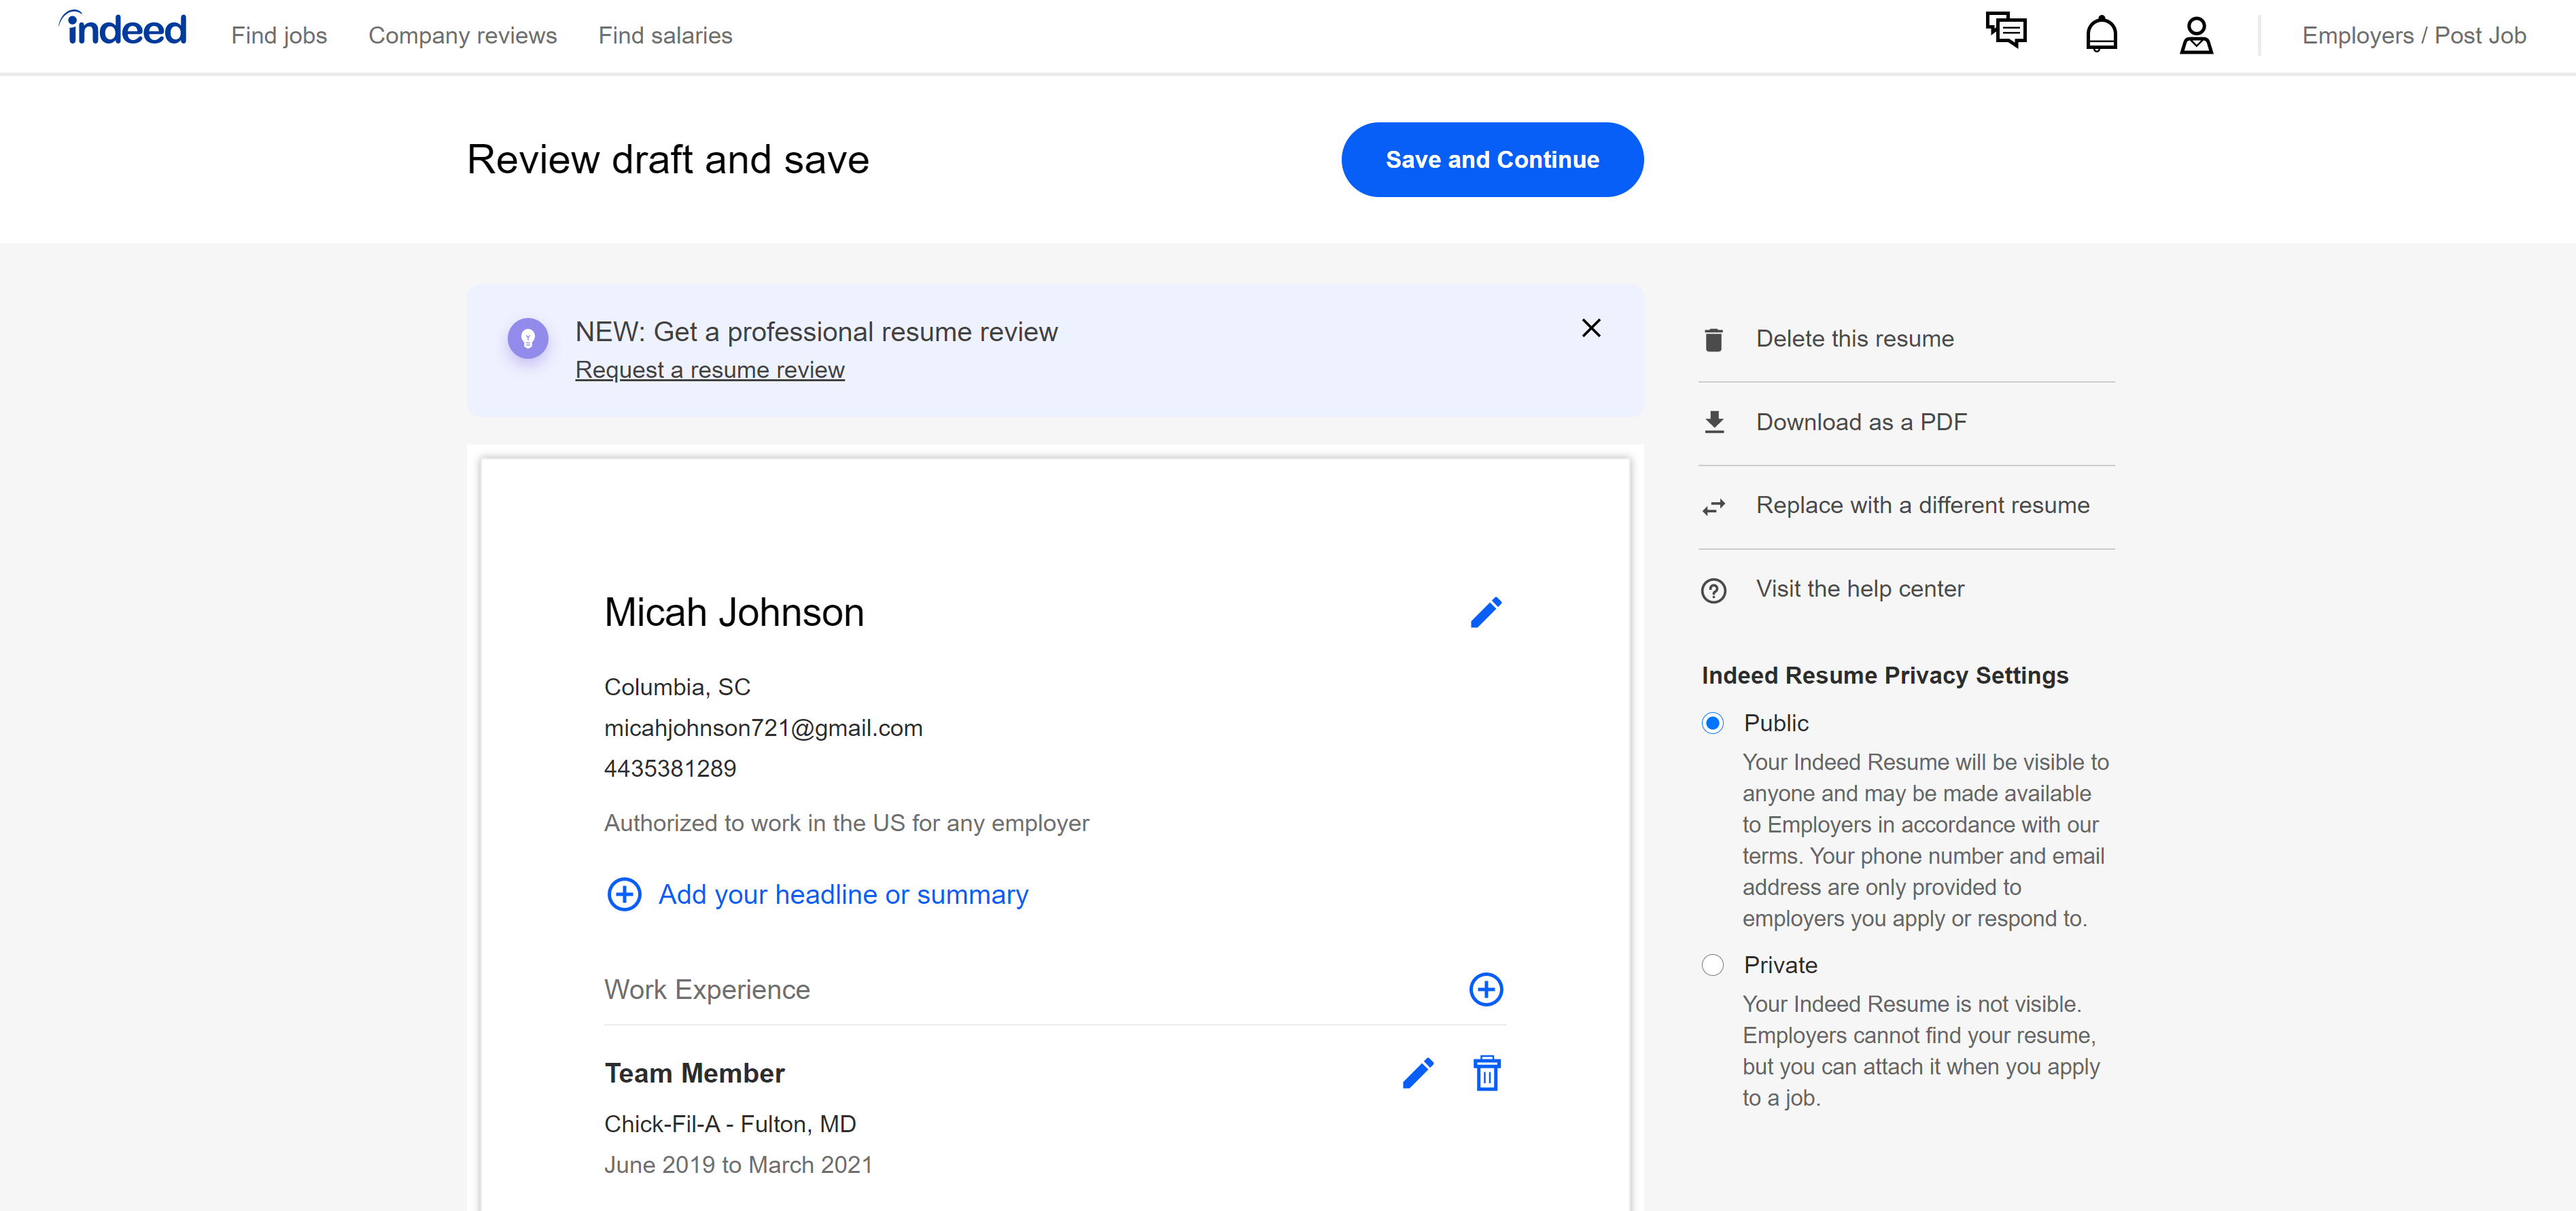 indeed Find jobs Company reviews Find salaries Employers / Post Job
Review draft and save
Save and Continue
NEW: Get a professional resume review
Request a resume review
Micah Johnson
Columbia, SC
micahjohnson721@gmail.com
4435381289
Authorized to work in the US for any employer
Add your headline or summary
Work Experience
Team Member
Chick-Fil-A - Fulton, MD
June 2019 to March 2021
Delete this resume
Download as a PDF
Replace with a different resume
Visit the help center
Indeed Resume Privacy Settings
Public
Your Indeed Resume will be visible to
anyone and may be made available
to Employers in accordance with our
terms. Your phone number and email
address are only provided to
employers you apply or respond to.
Private
Your Indeed Resume is not visible.
Employers cannot find your resume,
but you can attach it when you apply
to a job.